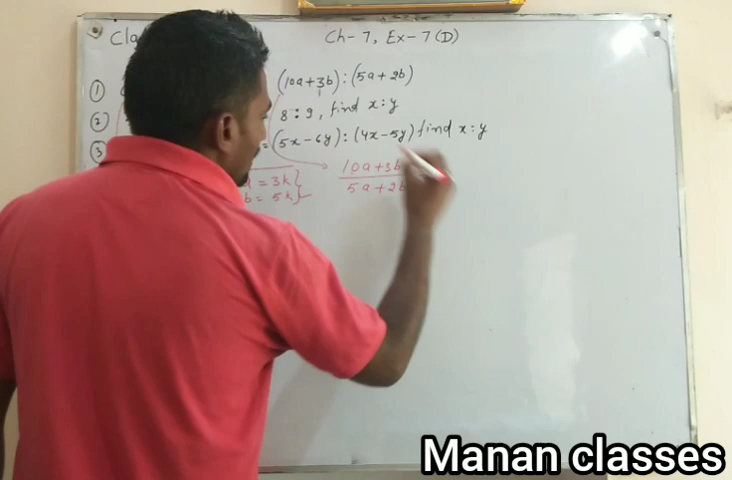 Cla Ch-7, Ex-7(D)
① (10a+3b):(5a+2b)
② 8:9, find x:y
③ =(5x-6y):(4x-5y) find x:y
a = 3k}
b = 5k}
10a+3b
5a+2b
Manan classes